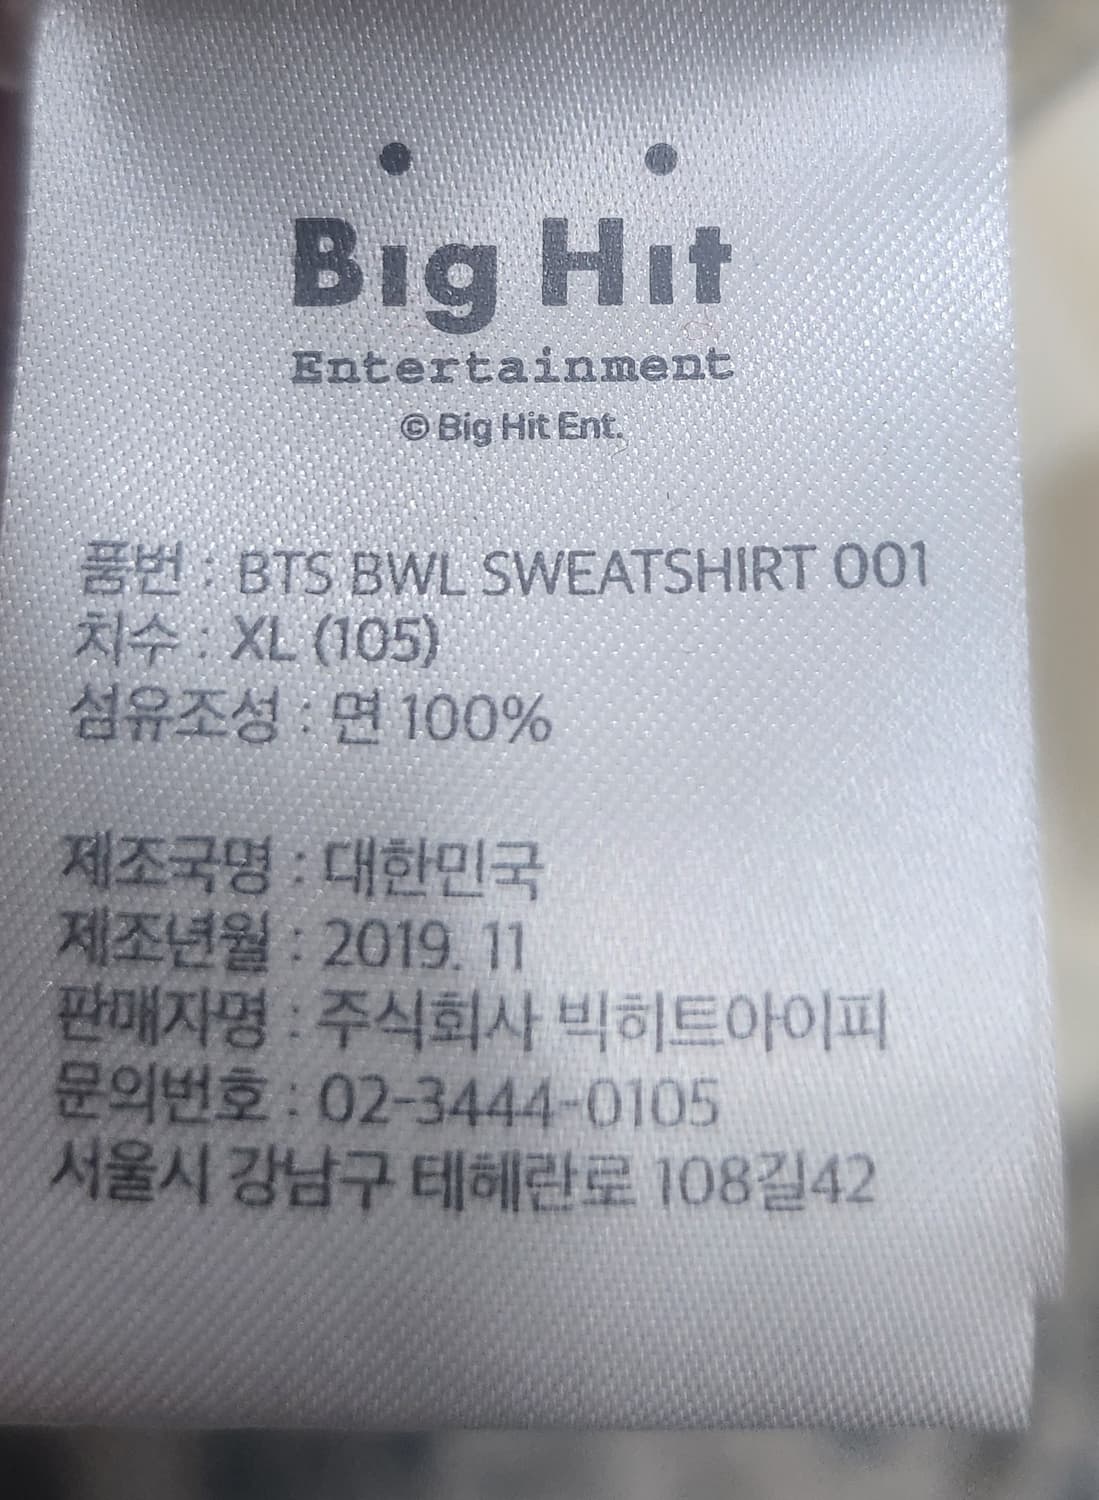 Big Hit
Entertainment
© Big Hit Ent.
품번 : BTS BWL SWEATSHIRT 001
치수 : XL (105)
섬유조성 : 면 100%
제조국명 : 대한민국
제조년월 : 2019. 11
판매자명 : 주식회사 빅히트아이피
문의번호 : 02-3444-0105
서울시 강남구 테헤란로 108길42